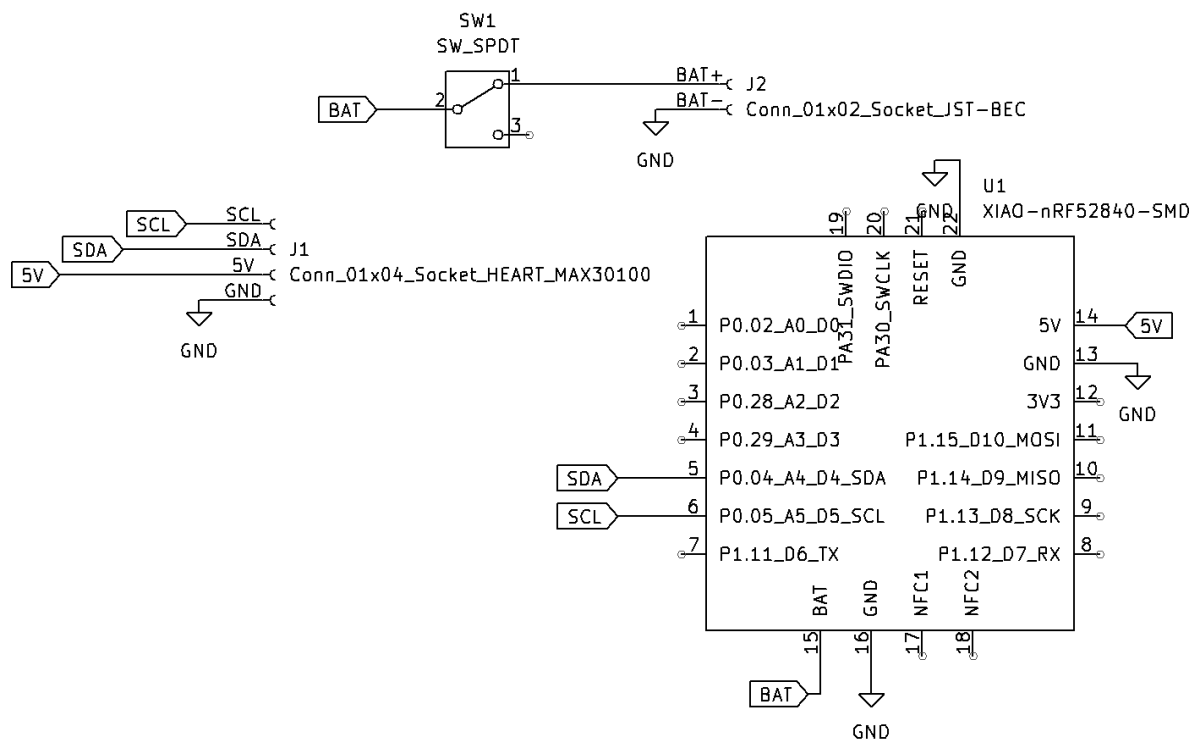 SW1
SW_SPDT
1
BAT+
J2
BAT
2
BAT-
Conn_01x02_Socket_JST-BEC
3
GND
U1
XIAO-nRF52840-SMD
GND
SCL
SCL
SDA
SDA
J1
5V
5V
Conn_01x04_Socket_HEART_MAX30100
GND
GND
19
20
21
22
PA31_SWDIO
PA30_SWCLK
RESET
GND
1
P0.02_A0_D0
5V
14
5V
2
P0.03_A1_D1
GND
13
GND
3
P0.28_A2_D2
3V3
12
4
P0.29_A3_D3
P1.15_D10_MOSI
11
SDA
5
P0.04_A4_D4_SDA
P1.14_D9_MISO
10
SCL
6
P0.05_A5_D5_SCL
P1.13_D8_SCK
9
7
P1.11_D6_TX
P1.12_D7_RX
8
BAT
GND
NFC1
NFC2
15
16
17
18
BAT
GND